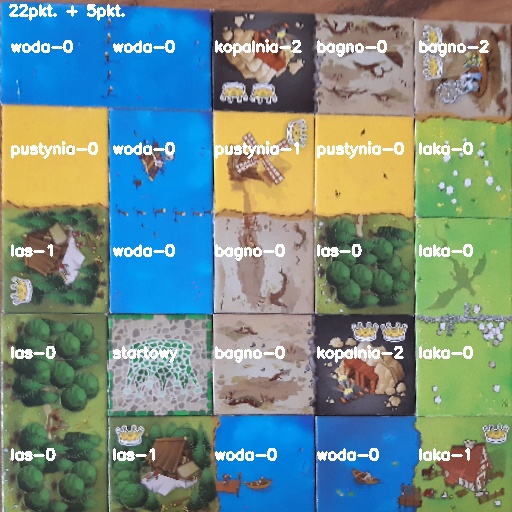 22pkt. + 5pkt.
woda-0 woda-0 kopalnia-2 bagno-0 bagno-2
pustynia-0 woda-0 pustynia-1 pustynia-0 laka-0
las-1 woda-0 bagno-0 las-0 laka-0
las-0 startowy bagno-0 kopalnia-2 laka-0
las-0 las-1 woda-0 woda-0 laka-1